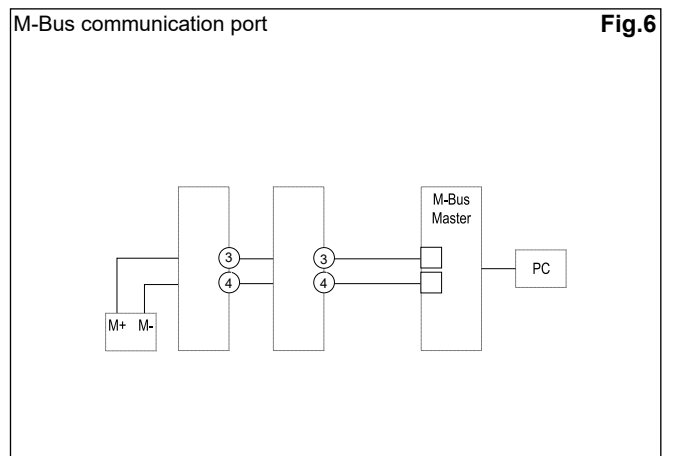 M-Bus communication port Fig.6
M-Bus
Master
3 3
4 4
PC
M+ M-